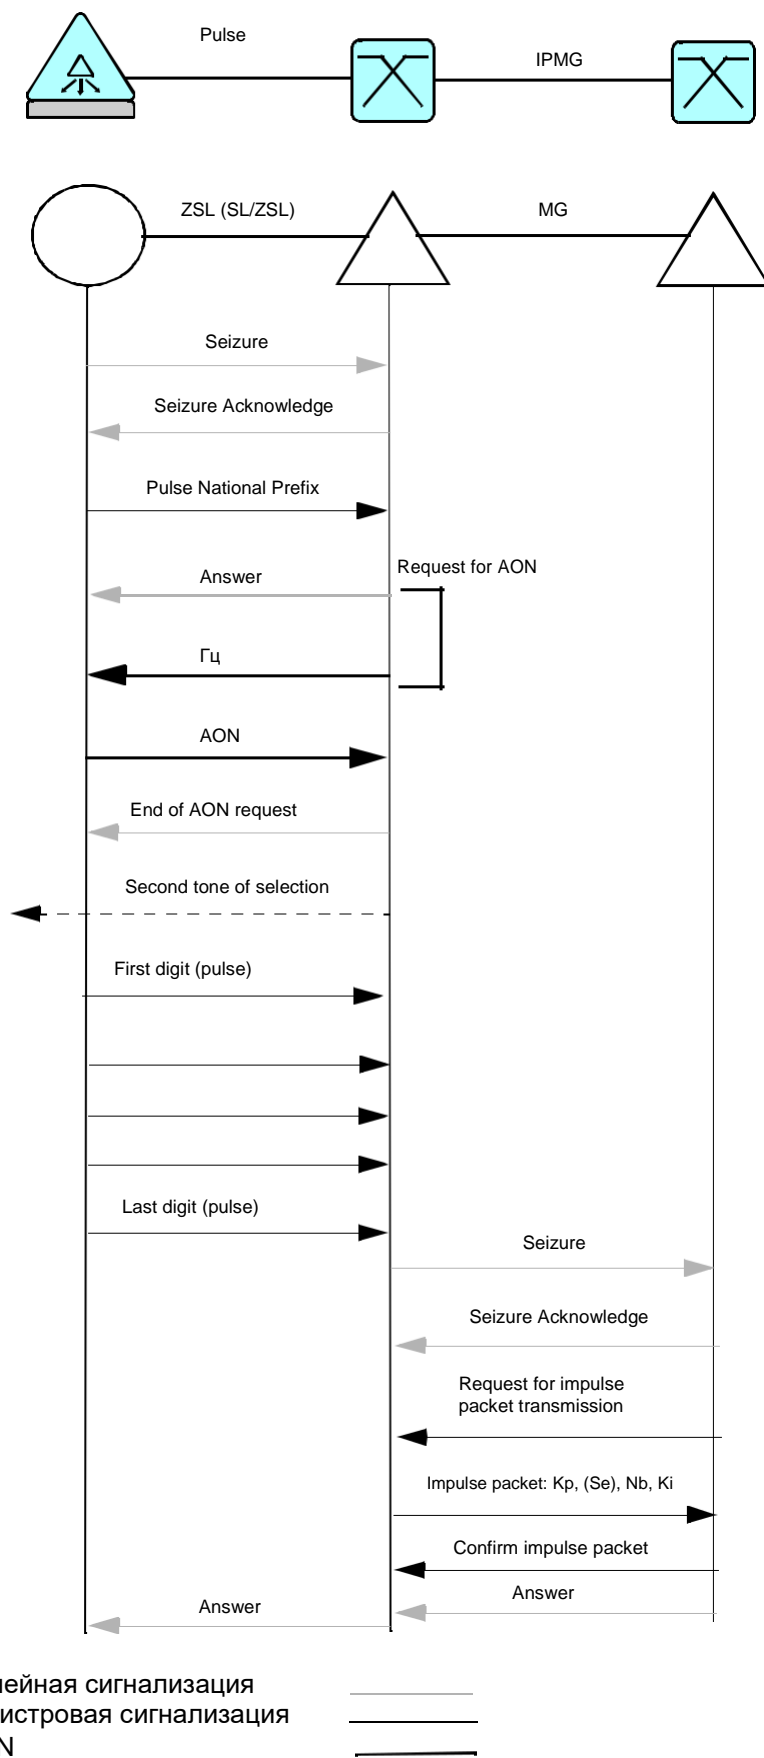 Pulse
IPMG
ZSL (SL/ZSL)
MG
Seizure
Seizure Acknowledge
Pulse National Prefix
Request for AON
Answer
Гц
AON
End of AON request
Second tone of selection
First digit (pulse)
Last digit (pulse)
Seizure
Seizure Acknowledge
Request for impulse
packet transmission
Impulse packet: Kp, (Se), Nb, Ki
Confirm impulse packet
Answer
Answer
ейная сигнализация
истровая сигнализация
N